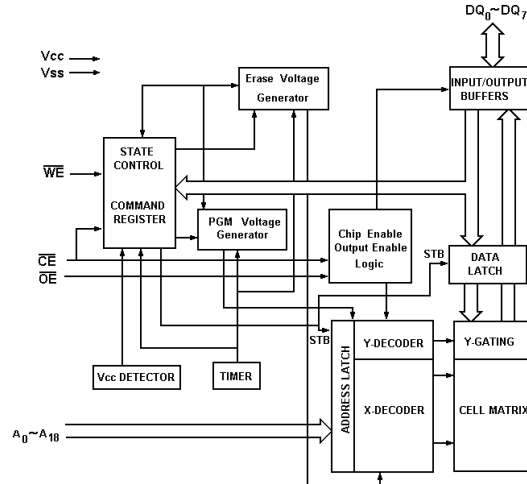 DQ0~DQ7
Vcc
Vss
Erase Voltage
Generator
INPUT/OUTPUT
BUFFERS
STATE
CONTROL
WE
COMMAND
REGISTER
PGM Voltage
Generator
Chip Enable
Output Enable
Logic
CE
OE
STB
DATA
LATCH
STB
ADDRESS LATCH
Y-DECODER
Y-GATING
Vcc DETECTOR
TIMER
X-DECODER
CELL MATRIX
A0~A18